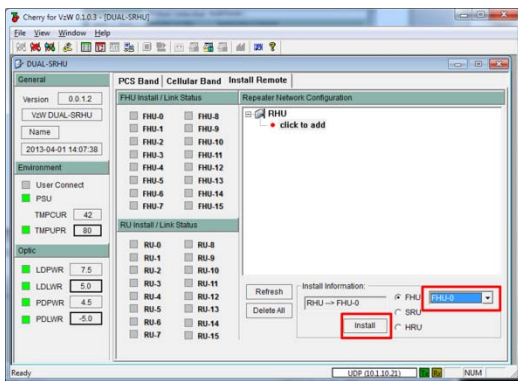 Cherry for VzW 0.1.0.3 - [DUAL-SRHU]
File View Window Help
DUAL-SRHU
General
Version 0.0.1.2
VzW DUAL-SRHU
Name
2013-04-01 14:07:38
Environment
User Connect
PSU
TMPCUR 42
TMPUPR 80
Optic
LDPWR 7.5
LDLWR 5.0
PDPWR 4.5
PDLWR -5.0
PCS Band Cellular Band Install Remote
FHU Install / Link Status
FHU-0 FHU-8
FHU-1 FHU-9
FHU-2 FHU-10
FHU-3 FHU-11
FHU-4 FHU-12
FHU-5 FHU-13
FHU-6 FHU-14
FHU-7 FHU-15
RU Install / Link Status
RU-0 RU-8
RU-1 RU-9
RU-2 RU-10
RU-3 RU-11
RU-4 RU-12
RU-5 RU-13
RU-6 RU-14
RU-7 RU-15
Repeater Network Configuration
RHU
click to add
Refresh
Delete All
Install Information:
RHU --> FHU-0
Install
FHU
SRU
HRU
FHU-0
Ready
UDP (10.1.10.21) Tx Rx NUM